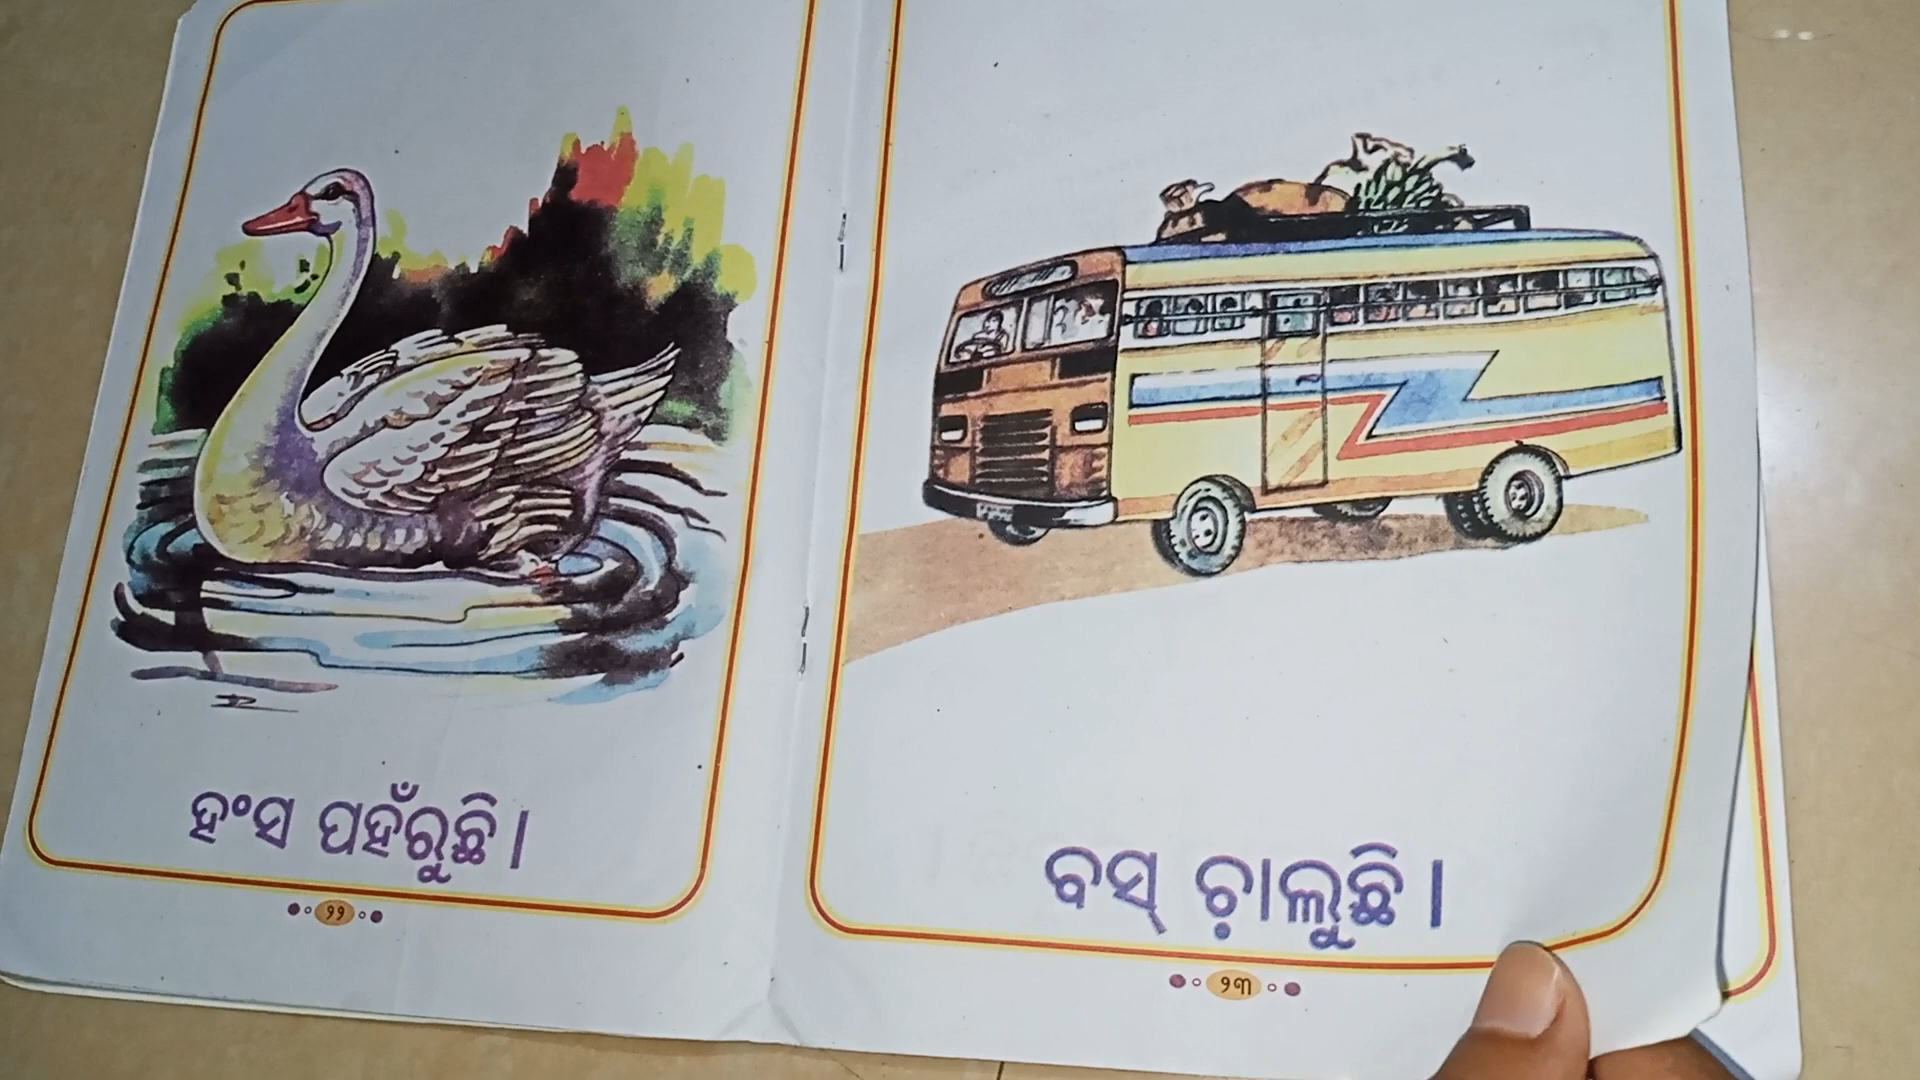 ହଂସ ପହଁରୁଛି ।
୨୨
ବସ୍ ଚାଲୁଛି ।
୨୩